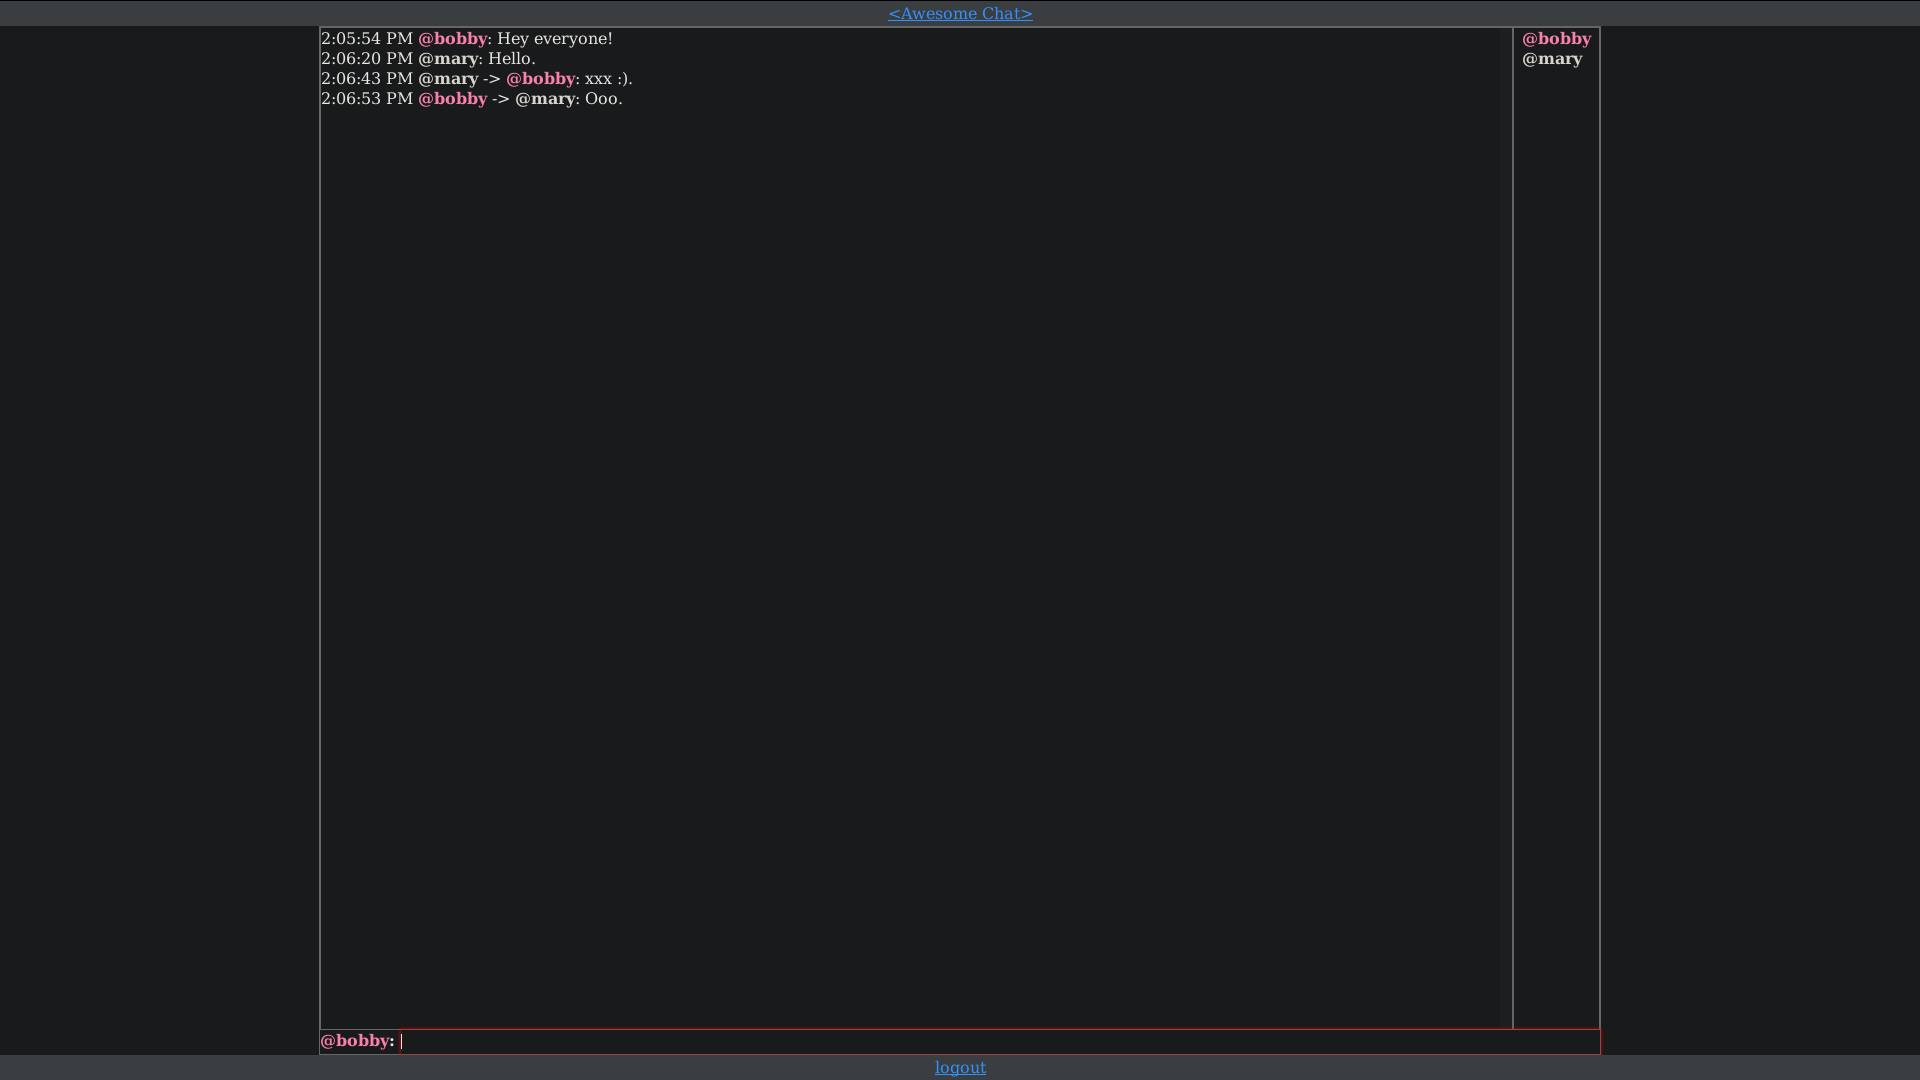 <Awesome Chat>
2:05:54 PM @bobby: Hey everyone!
2:06:20 PM @mary: Hello.
2:06:43 PM @mary -> @bobby: xxx :).
2:06:53 PM @bobby -> @mary: Ooo.
@bobby
@mary
@bobby:
logout